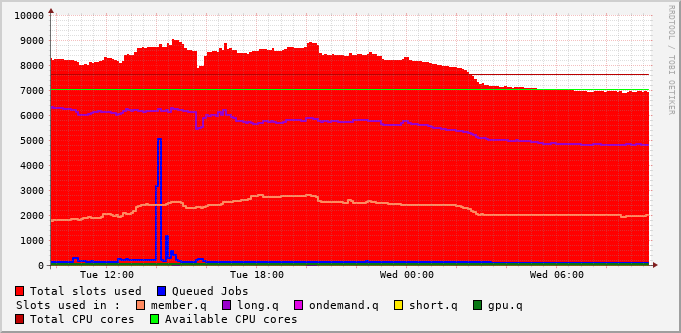 RRDTOOL / TOBI OETIKER
10000
9000
8000
7000
6000
5000
4000
3000
2000
1000
0
Tue 12:00 Tue 18:00 Wed 00:00 Wed 06:00
Total slots used Queued Jobs
Slots used in : member.q long.q ondemand.q short.q gpu.q
Total CPU cores Available CPU cores